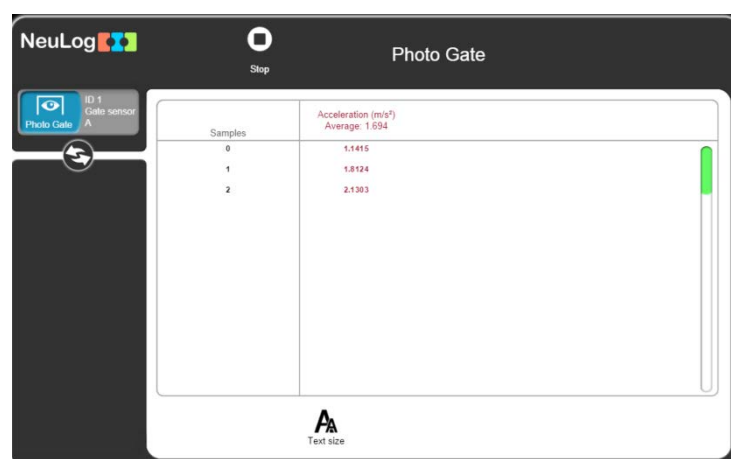 NeuLog
Stop
Photo Gate
Photo Gate
ID 1
Gate sensor
A
Samples
Acceleration (m/s²)
Average: 1.694
0 1.1415
1 1.8124
2 2.1303
AA
Text size